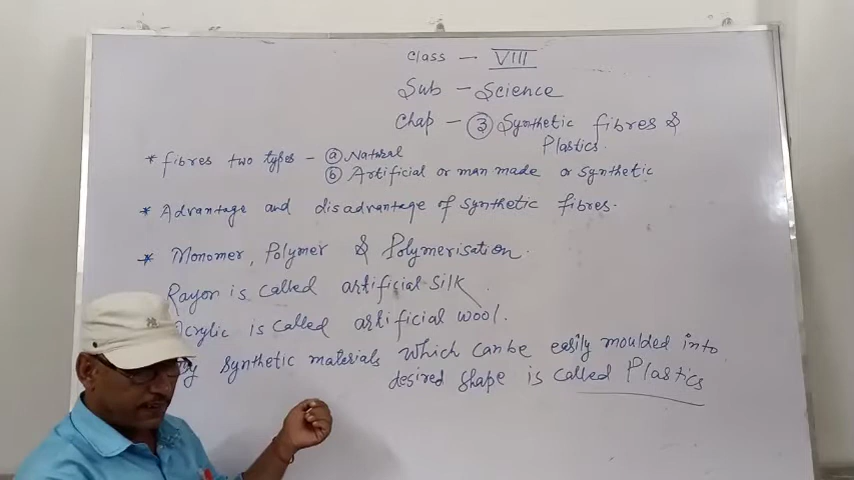 Class - VIII
Sub - Science
Chap - ③ Synthetic fibres &
Plastics.
* Fibres two types - ⓐ Natural
ⓑ Artificial or man made or synthetic
* Advantage and disadvantage of synthetic fibres.
* Monomer, Polymer & Polymerisation.
Rayon is called artificial silk
Acrylic is called artificial wool.
synthetic materials which can be easily moulded into
desired shape is called Plastics